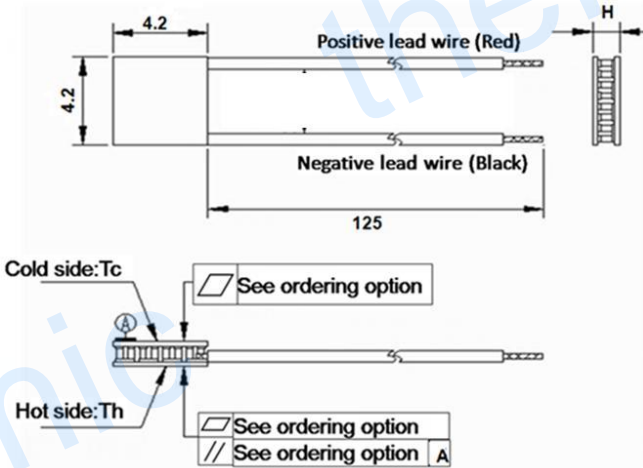 4.2
H
Positive lead wire (Red)
4.2
Negative lead wire (Black)
125
Cold side:Tc
See ordering option
A
Hot side:Th
See ordering option
// See ordering option A